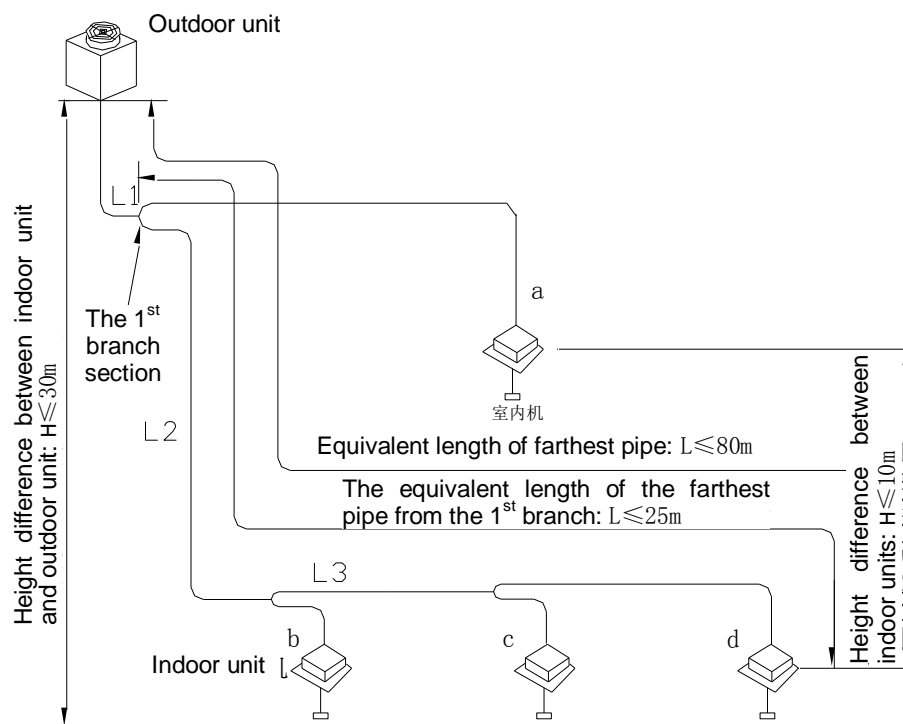 Outdoor unit
L1
The 1st
branch
section
a
室内机
L2
Equivalent length of farthest pipe: L≤80m
The equivalent length of the farthest
pipe from the 1st branch: L≤25m
L3
b
c
d
Indoor unit
Height difference between indoor unit
and outdoor unit: H≤30m
Height difference between
indoor units: H≤10m